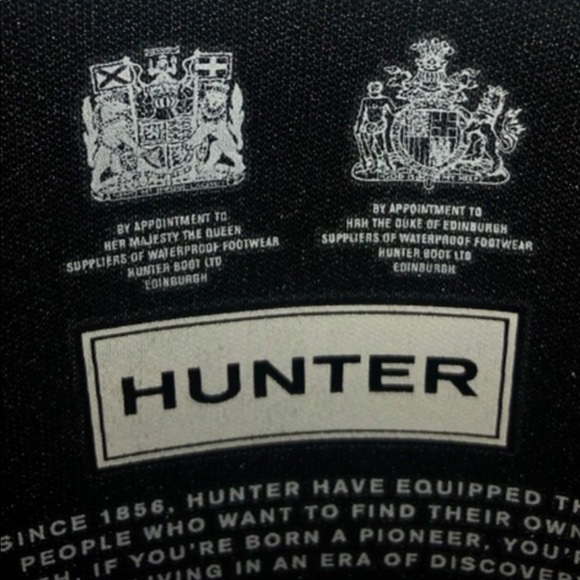 BY APPOINTMENT TO
HER MAJESTY THE QUEEN
SUPPLIERS OF WATERPROOF FOOTWEAR
HUNTER BOOT LTD
EDINBURGH
BY APPOINTMENT TO
HRH THE DUKE OF EDINBURGH
SUPPLIERS OF WATERPROOF FOOTWEAR
HUNTER BOOT LTD
EDINBURGH
HUNTER
SINCE 1856, HUNTER HAVE EQUIPPED
PEOPLE WHO WANT TO FIND THEIR OWN
IF YOU'RE BORN A PIONEER,
IN AN ERA OF